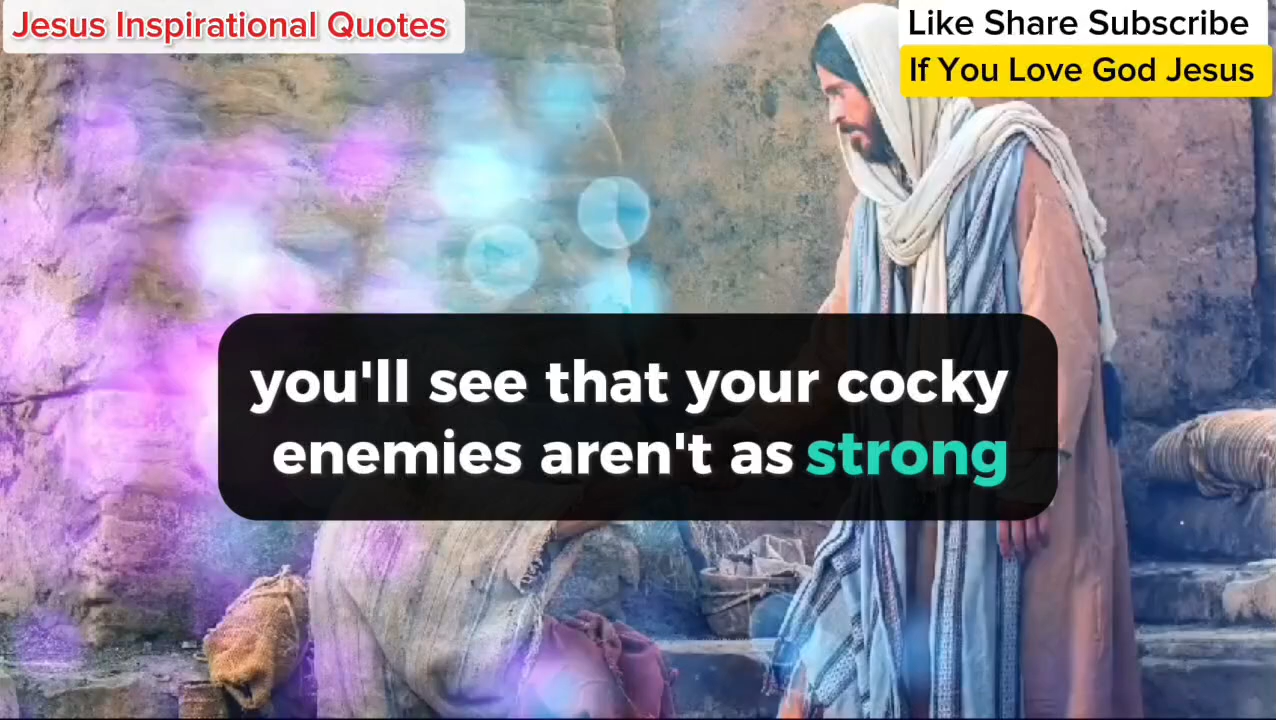 Jesus Inspirational Quotes
Like Share Subscribe
If You Love God Jesus
you'll see that your cocky
enemies aren't as strong